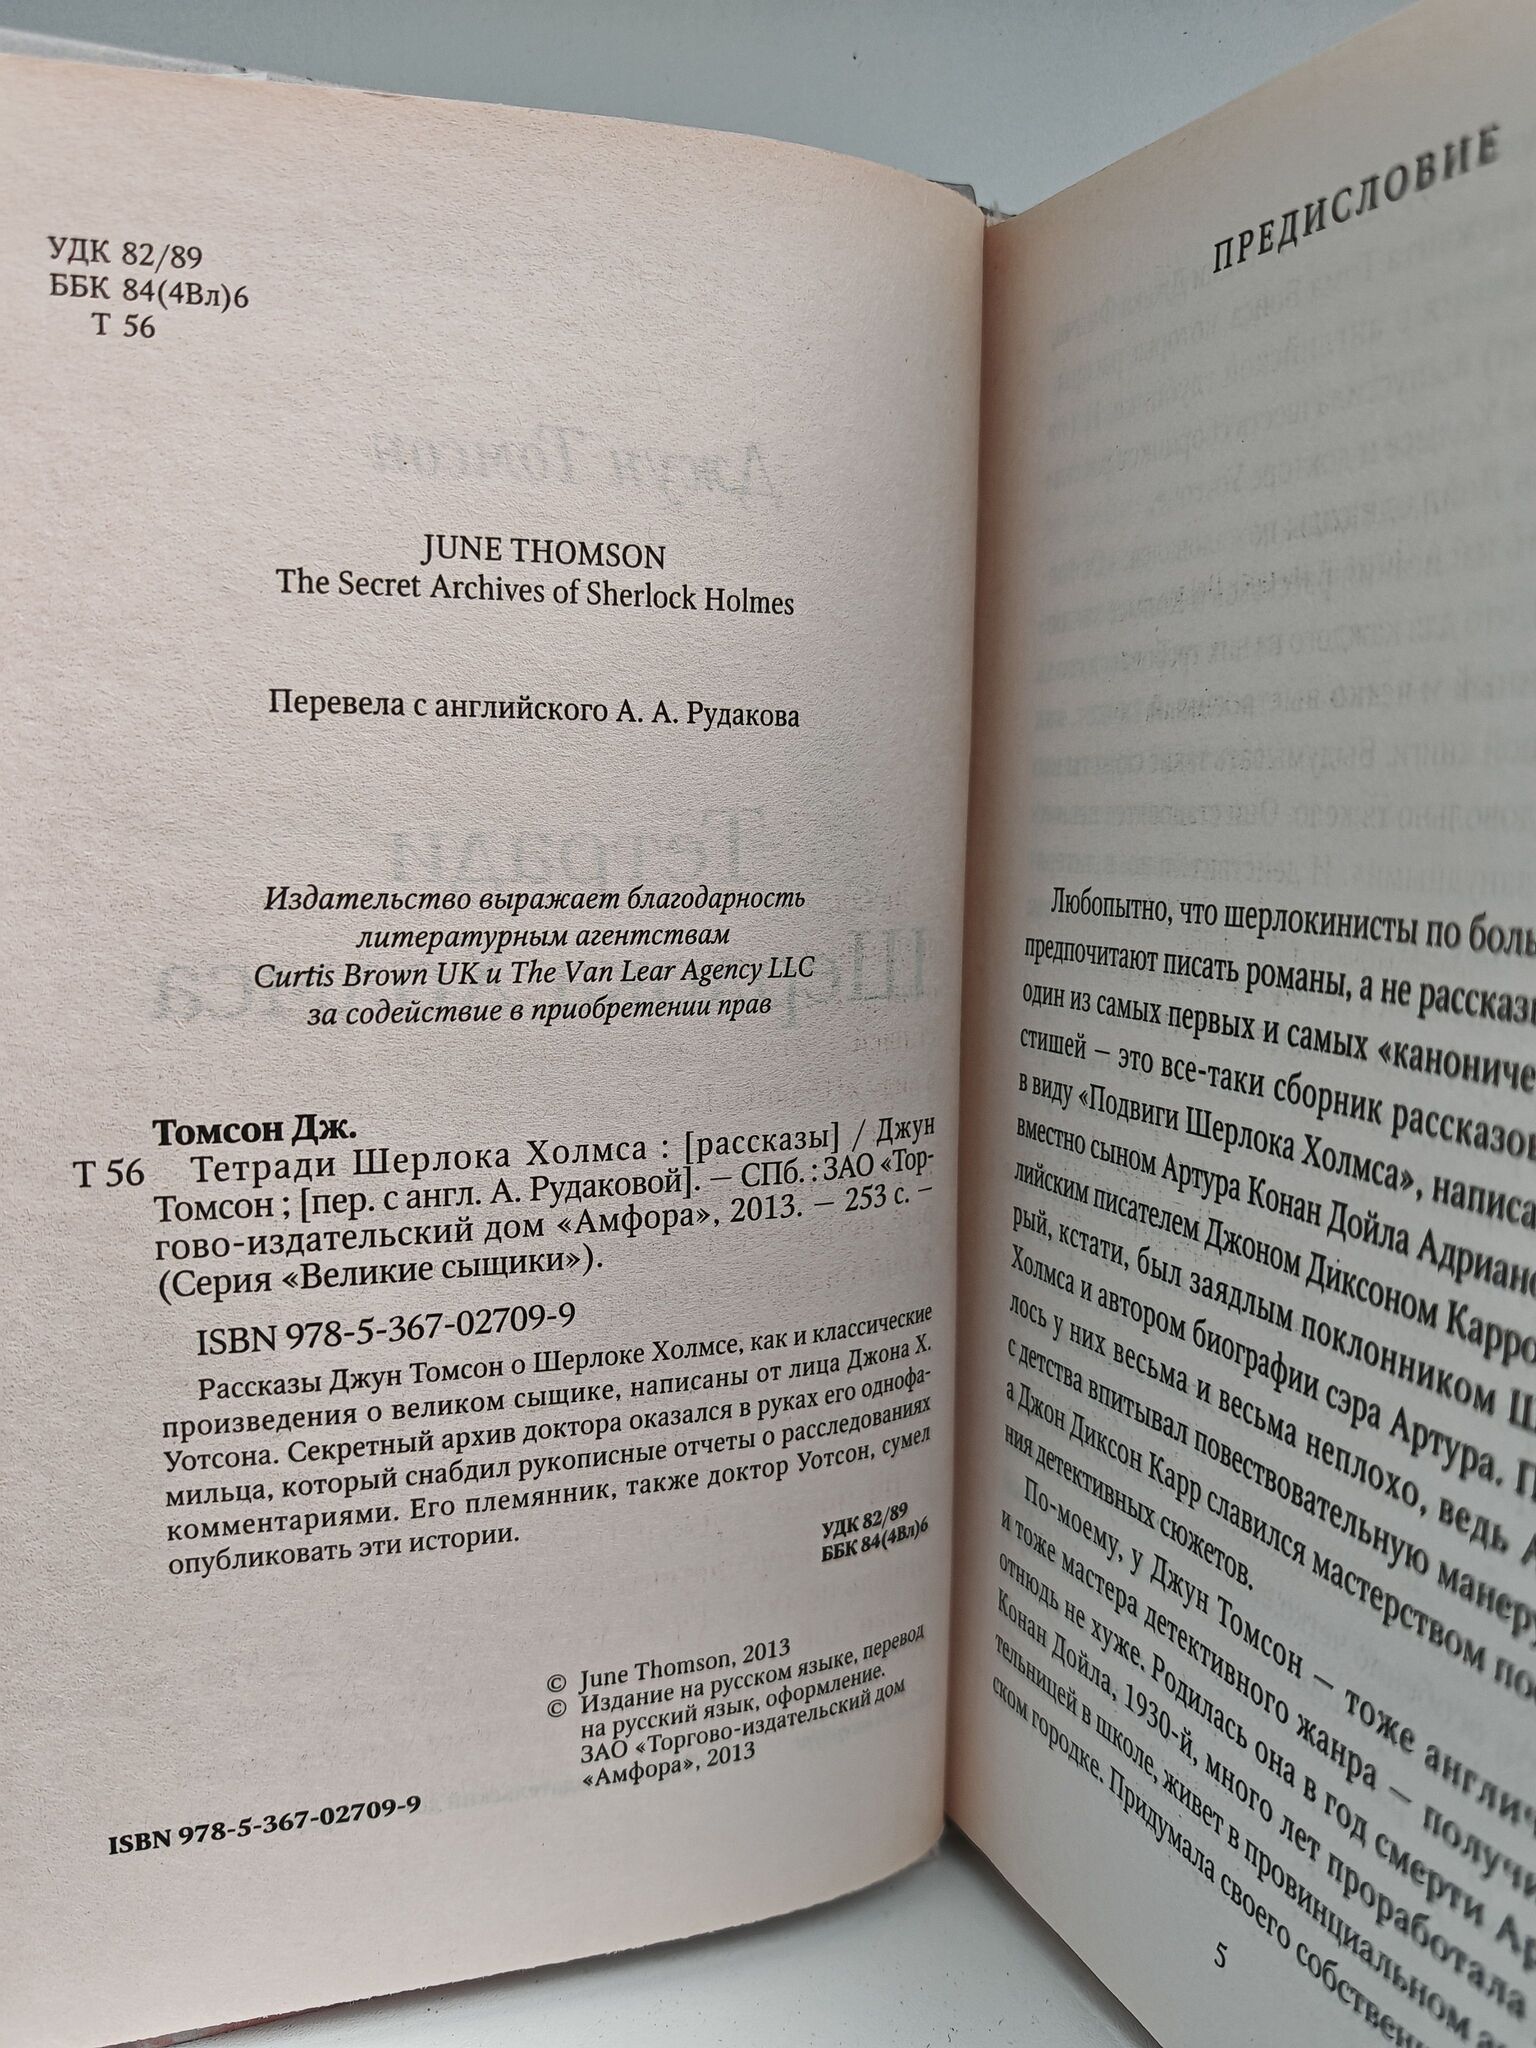 УДК 82/89
ББК 84(4Вл)6
Т 56
JUNE THOMSON
The Secret Archives of Sherlock Holmes
Перевела с английского А. А. Рудакова
Издательство выражает благодарность
литературным агентствам
Curtis Brown UK и The Van Lear Agency LLC
за содействие в приобретении прав
Томсон Дж.
Т 56 Тетради Шерлока Холмса : [рассказы] / Джун
Томсон ; [пер. с англ. А. Рудаковой]. – СПб. : ЗАО «Тор-
гово-издательский дом «Амфора», 2013. – 253 с. –
(Серия «Великие сыщики»).
ISBN 978-5-367-02709-9
Рассказы Джун Томсон о Шерлоке Холмсе, как и классические
произведения о великом сыщике, написаны от лица Джона Х.
Уотсона. Секретный архив доктора оказался в руках его однофа-
мильца, который снабдил рукописные отчеты о расследованиях
комментариями. Его племянник, также доктор Уотсон, сумел
опубликовать эти истории.
УДК 82/89
ББК 84(4Вл)6
© June Thomson, 2013
© Издание на русском языке, перевод
на русский язык, оформление.
ЗАО «Торгово-издательский дом
«Амфора», 2013
ISBN 978-5-367-02709-9
ПРЕДИСЛОВИЕ
Любопытно, что шерлокинисты по боль
предпочитают писать романы, а не рассказ
один из самых первых и самых «канониче
стишей – это все-таки сборник рассказо
в виду «Подвиги Шерлока Холмса», написа
вместно сыном Артура Конан Дойла Адриано
лийским писателем Джоном Диксоном Карро
рый, кстати, был заядлым поклонником Ш
Холмса и автором биографии сэра Артура. П
лось у них весьма и весьма неплохо, ведь А
с детства впитывал повествовательную манеру
а Джон Диксон Карр славился мастерством пос
ния детективных сюжетов.
По-моему, у Джун Томсон – тоже англич
и тоже мастера детективного жанра – получи
отнюдь не хуже. Родилась она в год смерти Ар
Конан Дойла, 1930-й, много лет проработала
тельницей в школе, живет в провинциальном
ском городке. Придумала своего собственн
5